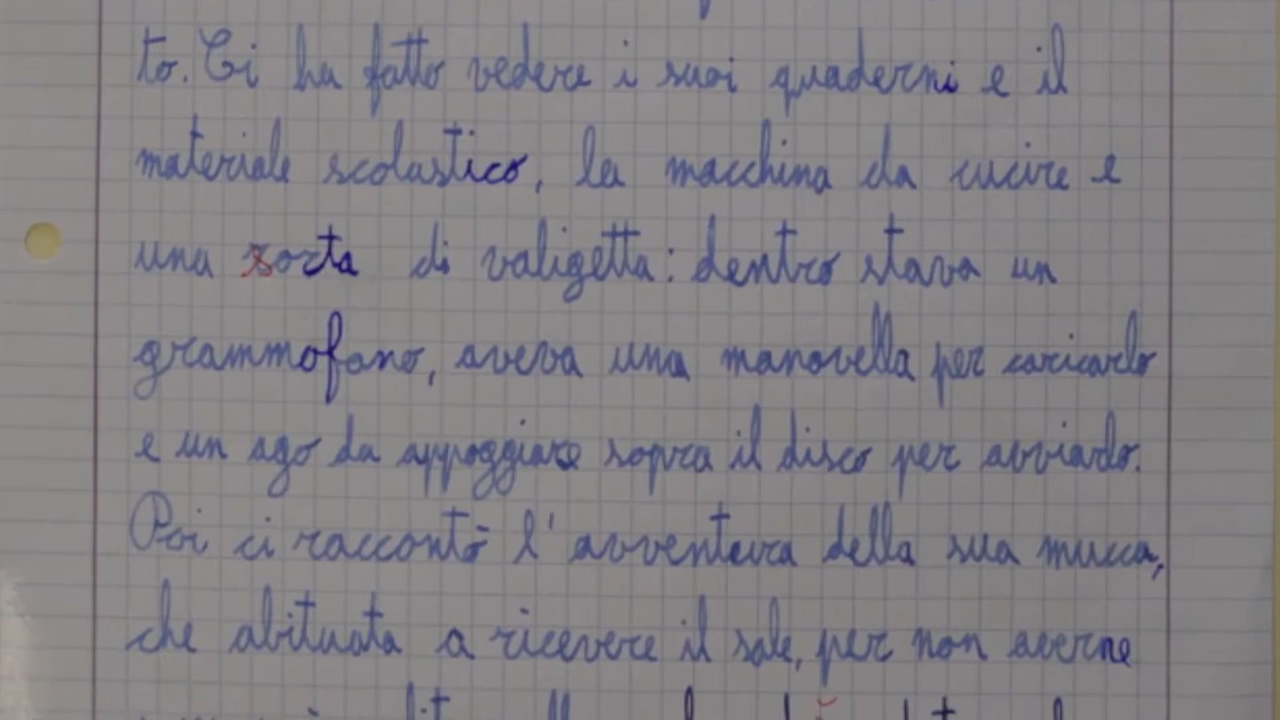 to. Ci ha fatto vedere i suoi quaderni e il
materiale scolastico, la macchina da cucire e
una sorta di valigetta: dentro stava un
grammofono, aveva una manovella per caricarlo
e un ago da appoggiare sopra il disco per avviarlo.
Poi ci raccontò l'avventura della sua mucca,
che abituata a ricevere il sale, per non averne